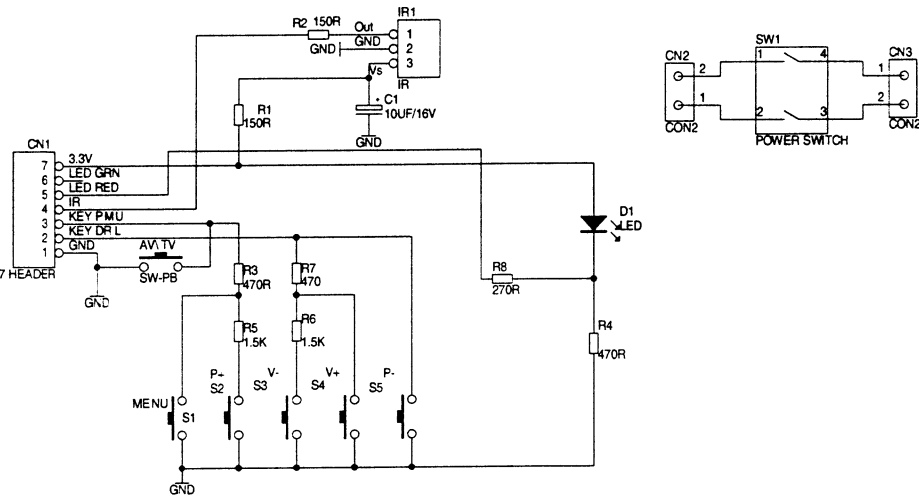 IR1
R2 150R
Out
1
GND
GND
2
3
Vs
IR
R1
150R
C1
10UF/16V
GND
CN1
7
3.3V
6
LED GRN
5
LED RED
4
IR
3
KEY PMU
2
KEY DRL
1
GND
7 HEADER
AV\ TV
SW-PB
GND
R3
470R
R7
470
R5
1.5K
R6
1.5K
R8
270R
D1
LED
R4
470R
MENU
S1
P+
S2
V-
S3
S4
V+
S5
P-
GND
SW1
CN2
2
1
CON2
1
4
2
3
POWER SWITCH
CN3
1
2
CON2